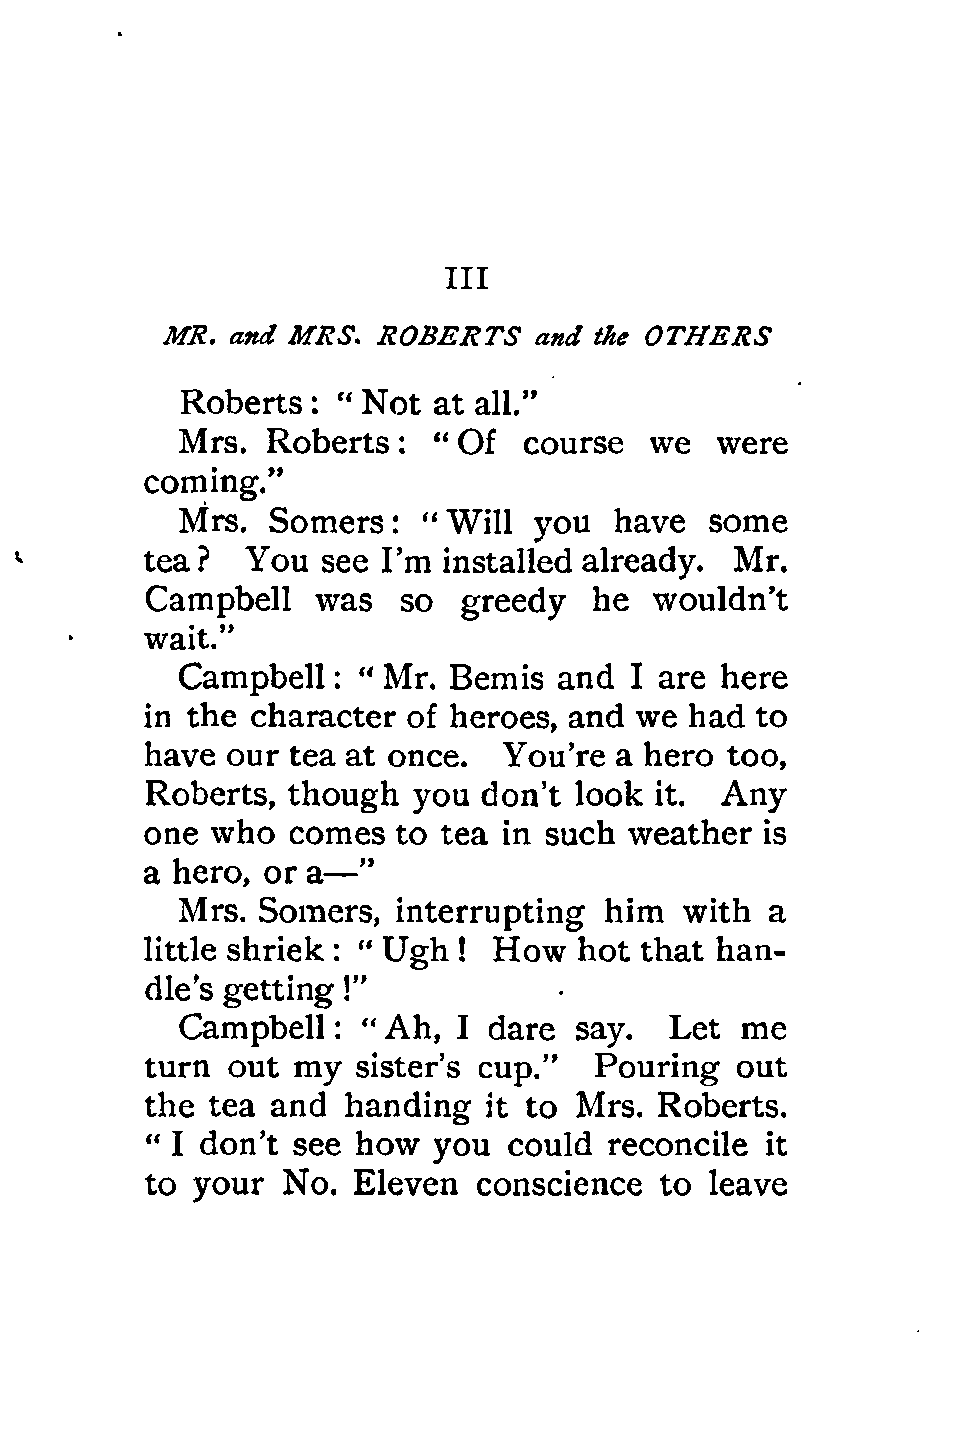 III
MR. and MRS. ROBERTS and the OTHERS
Roberts: "Not at all."
Mrs. Roberts: "Of course we were
coming."
Mrs. Somers: "Will you have some
tea? You see I'm installed already. Mr.
Campbell was so greedy he wouldn't
wait."
Campbell: "Mr. Bemis and I are here
in the character of heroes, and we had to
have our tea at once. You're a hero too,
Roberts, though you don't look it. Any
one who comes to tea in such weather is
a hero, or a—"
Mrs. Somers, interrupting him with a
little shriek: "Ugh! How hot that han-
dle's getting!"
Campbell: "Ah, I dare say. Let me
turn out my sister's cup." Pouring out
the tea and handing it to Mrs. Roberts.
"I don't see how you could reconcile it
to your No. Eleven conscience to leave